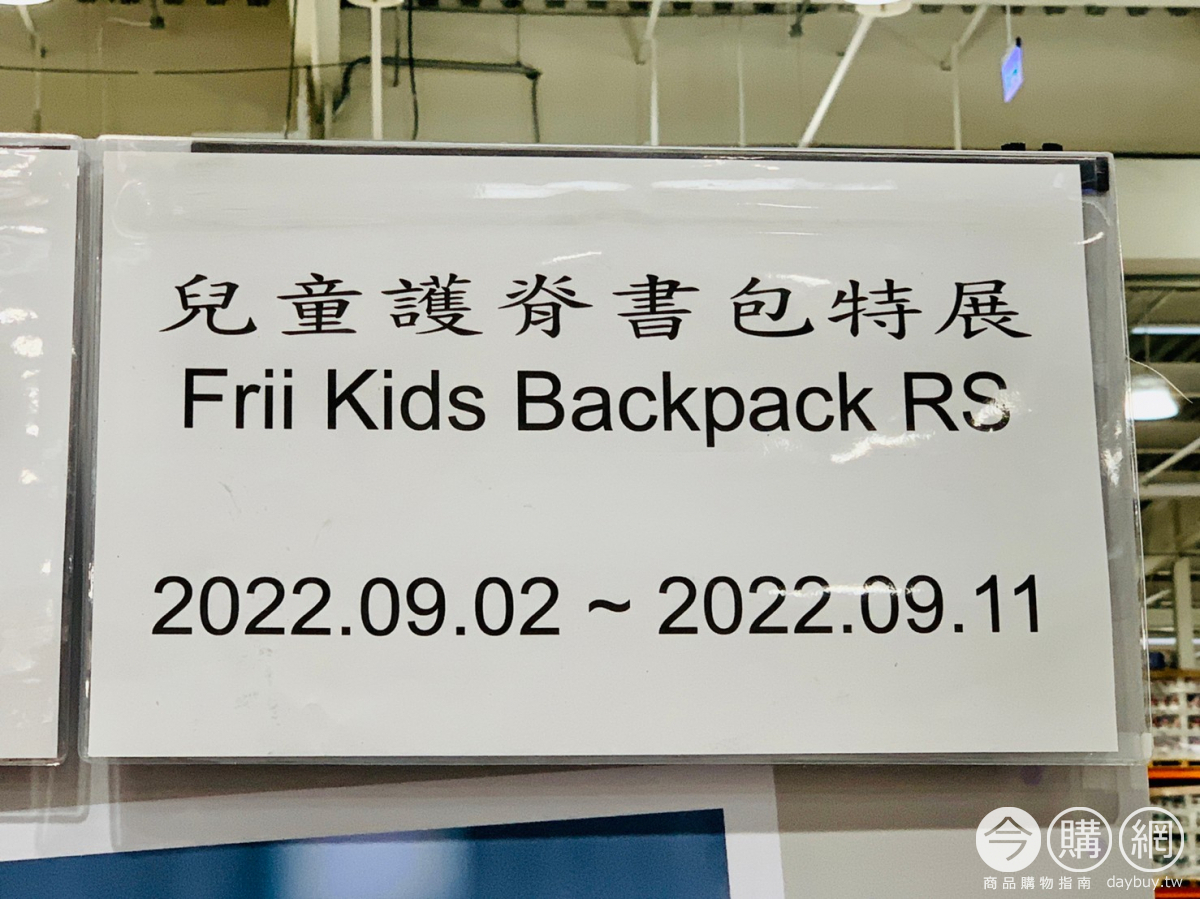 兒童護脊書包特展
Frii Kids Backpack RS
2022.09.02 ~ 2022.09.11
今購網
商品購物指南 daybuy.tw